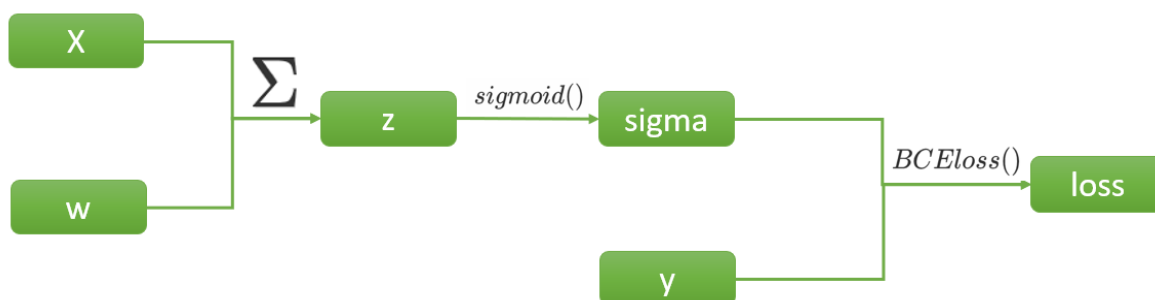 X
∑
sigmoid()
z
sigma
BCEloss()
loss
w
y